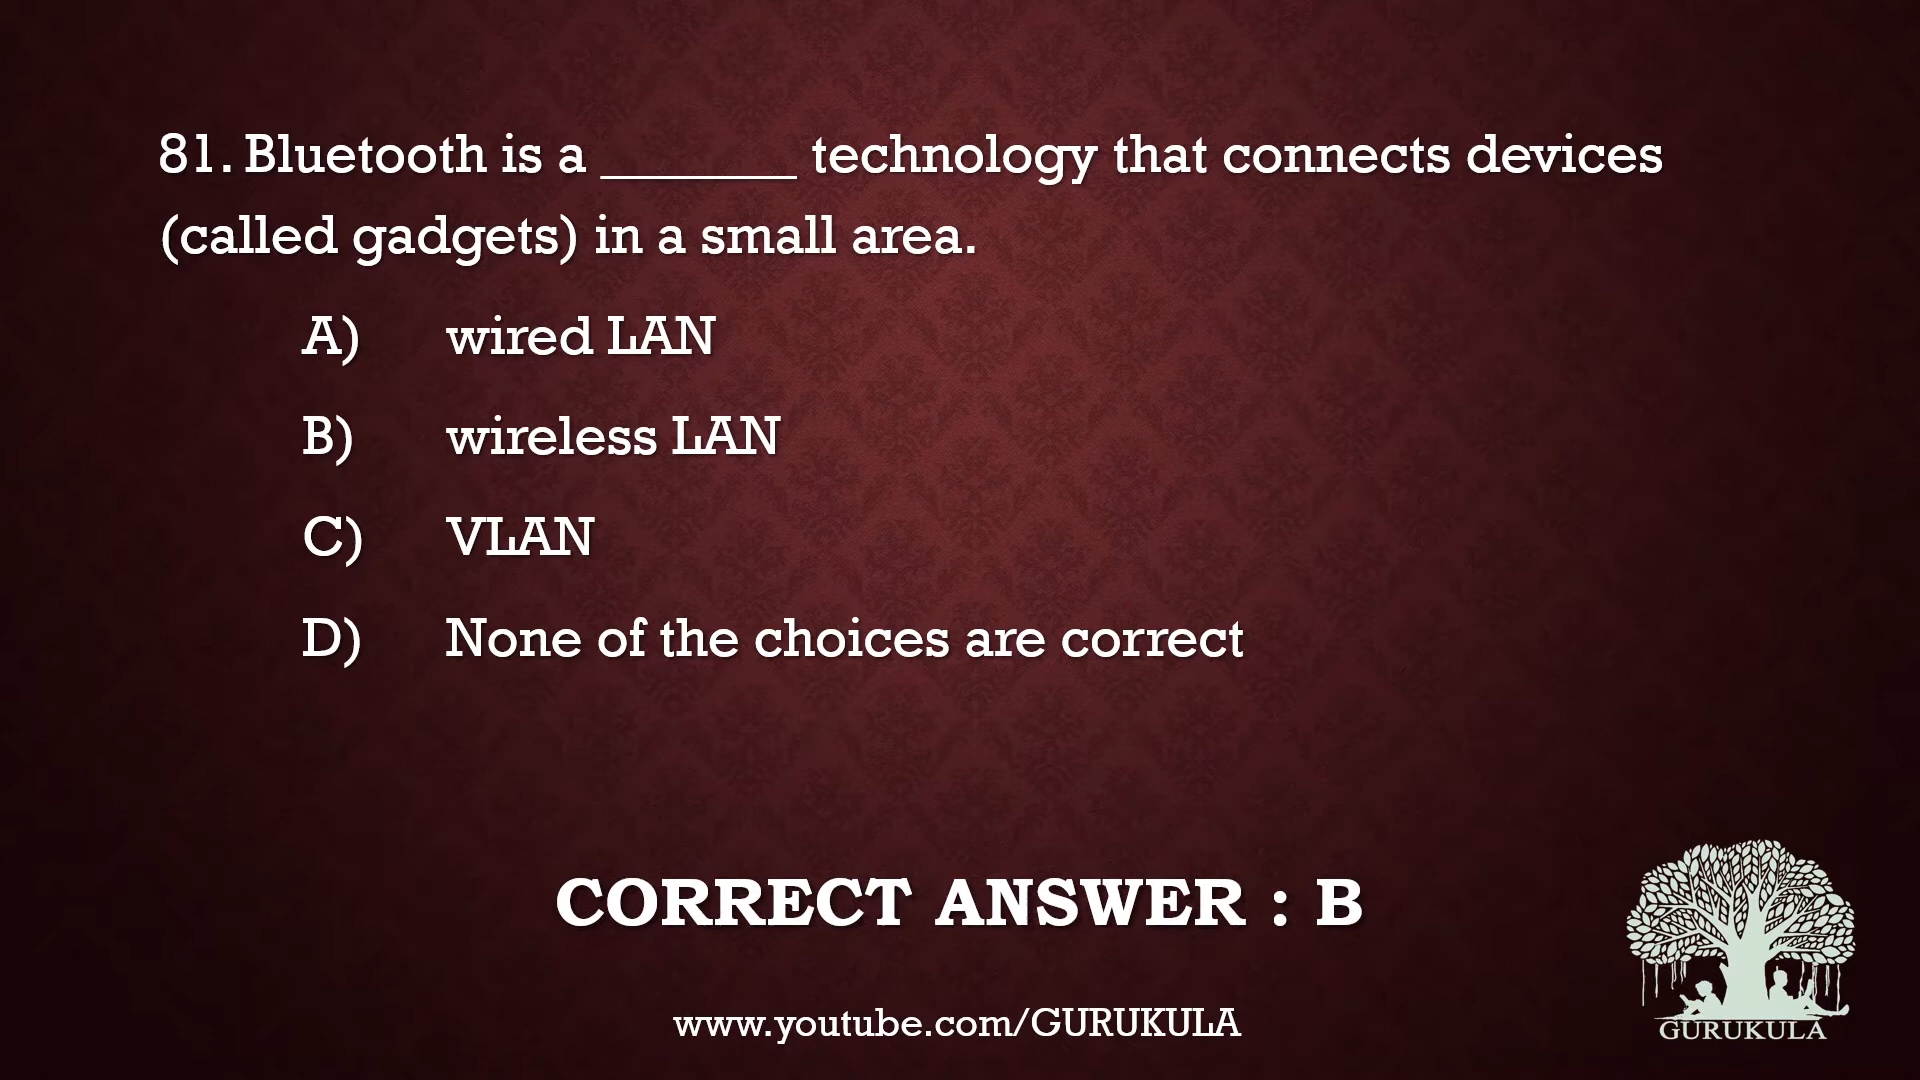 81. Bluetooth is a ________ technology that connects devices
(called gadgets) in a small area.
A) wired LAN
B) wireless LAN
C) VLAN
D) None of the choices are correct
CORRECT ANSWER : B
www.youtube.com/GURUKULA
GURUKULA